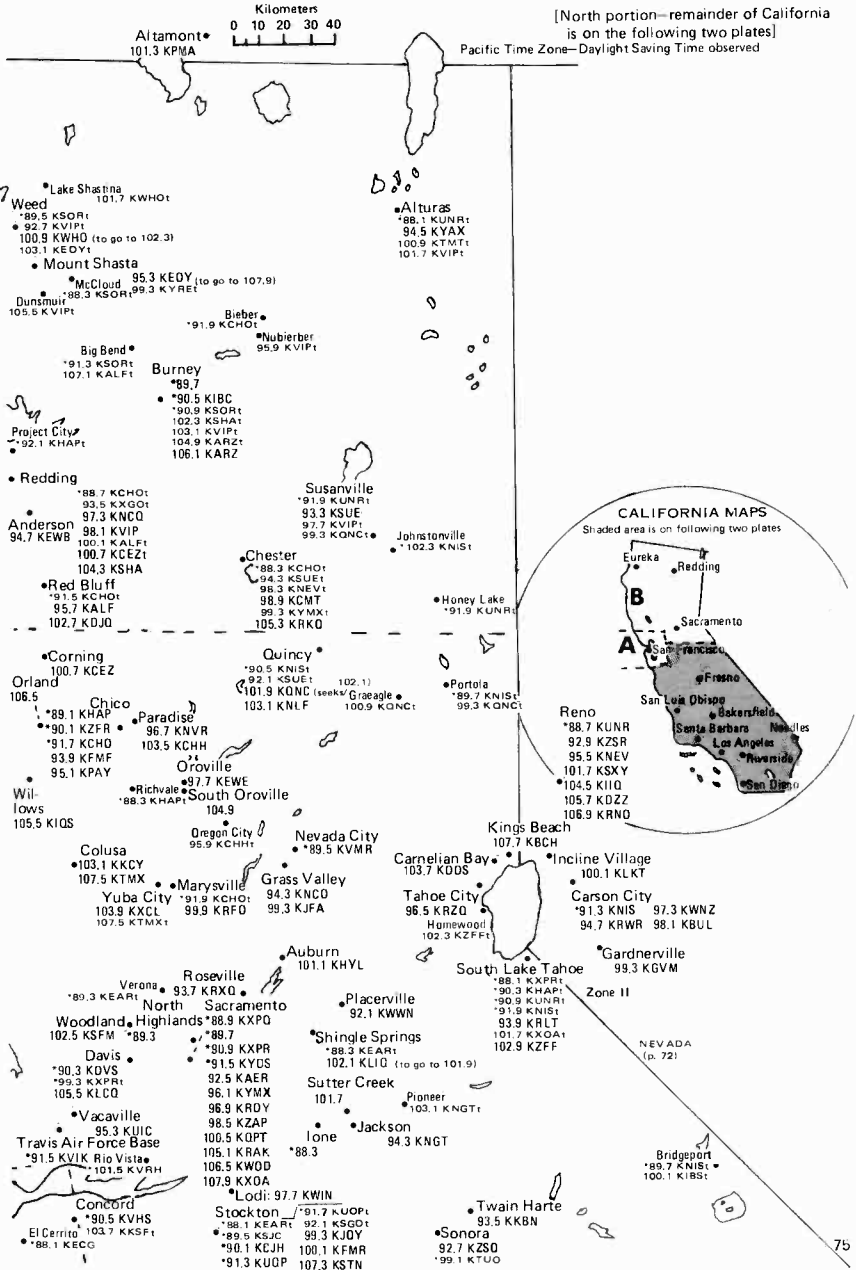 Kilometers
0 10 20 30 40
[North portion—remainder of California
is on the following two plates]
Pacific Time Zone—Daylight Saving Time observed
Altamont
101.3 KPMA
Lake Shastina
101.7 KWHOt
Weed
*89.5 KSORt
92.7 KVIPt
100.9 KWHO (to go to 102.3)
103.1 KEDYt
Mount Shasta
McCloud
*88.3 KSORt
95.3 KEDY (to go to 107.9)
99.3 KYREt
Dunsmuir
105.5 KVIPt
Alturas
*88.1 KUNRt
94.5 KYAX
100.9 KTMTt
101.7 KVIPt
Bieber
*91.9 KCHOt
Nubierber
95.9 KVIPt
Big Bend
*91.3 KSORt
107.1 KALFt
Burney
*89.7
*90.5 KIBC
*90.9 KSORt
102.3 KSHAt
103.1 KVIPt
104.9 KARZt
106.1 KARZ
Project City
*92.1 KHAPt
Redding
*88.7 KCHOt
93.5 KXGOt
97.3 KNCQ
98.1 KVIP
100.1 KALFt
100.7 KCEZt
104.3 KSHA
Anderson
94.7 KEWB
Susanville
*91.9 KUNRt
93.3 KSUE
97.7 KVIPt
99.3 KQNCt
Johnstonville
*102.3 KNISt
Chester
*88.3 KCHOt
94.3 KSUEt
98.3 KNEVt
98.9 KCMT
99.3 KYMXt
105.3 KRKQ
Red Bluff
*91.5 KCHOt
95.7 KALF
102.7 KDJQ
Honey Lake
*91.9 KUNRt
CALIFORNIA MAPS
Shaded area is on following two plates
Eureka
Redding
B
Sacramento
A
San Francisco
Fresno
San Luis Obispo
Bakersfield
Santa Barbara
Needles
Los Angeles
Riverside
San Diego
Corning
100.7 KCEZ
Orland
106.5
Chico
*89.1 KHAP
*90.1 KZFR
*91.7 KCHO
93.9 KFMF
95.1 KPAY
Paradise
96.7 KNVR
103.5 KCHH
Quincy
*90.5 KNISt
92.1 KSUEt
101.9 KQNC (seeks 102.1)
103.1 KNLF
Graeagle
100.9 KQNCt
Portola
*89.7 KNISt
99.3 KQNCt
Reno
*88.7 KUNR
92.9 KZSR
95.5 KNEV
101.7 KSXY
104.5 KIIQ
105.7 KDZZ
106.9 KRNO
Oroville
97.7 KEWE
Richvale
*88.3 KHAPt
South Oroville
104.9
Willows
105.5 KIQS
Oregon City
95.9 KCHHt
Nevada City
*89.5 KVMR
Kings Beach
107.7 KBCH
Colusa
103.1 KKCY
107.5 KTMX
Carnelian Bay
103.7 KDOS
Incline Village
100.1 KLKT
Marysville
*91.9 KCHOt
99.9 KRFD
Yuba City
103.9 KXCL
107.5 KTMXt
Grass Valley
94.3 KNCO
99.3 KJFA
Tahoe City
96.5 KRZQ
Homewood
102.3 KZFFt
Carson City
*91.3 KNIS 97.3 KWNZ
94.7 KRWR 98.1 KBUL
Auburn
101.1 KHYL
Gardnerville
99.3 KGVM
South Lake Tahoe
*88.1 KXPRt
*90.3 KHAPt
*90.9 KUNRt
*91.9 KNISt
93.9 KRLT
101.7 KXOAt
102.9 KZFF
Zone II
NEVADA
(p. 72)
Verona
*89.3 KEARt
Roseville
93.7 KRXQ
Placerville
92.1 KWWN
Woodland
102.5 KSFM
North Highlands
*89.3
Sacramento
*88.9 KXPQ
*89.7
*90.9 KXPR
*91.5 KYDS
92.5 KAER
96.1 KYMX
96.9 KROY
98.5 KZAP
100.5 KQPT
105.1 KRAK
106.5 KWOD
107.9 KXOA
Shingle Springs
*88.3 KEARt
102.1 KLIQ (to go to 101.9)
Davis
*90.3 KDVS
*99.3 KXPRt
105.5 KLCQ
Sutter Creek
101.7
Pioneer
103.1 KNGTt
Vacaville
95.3 KUIC
Ione
*88.3
Jackson
94.3 KNGT
Travis Air Force Base
*91.5 KVIK
Rio Vista
*101.5 KVRH
Bridgeport
*89.7 KNISt
100.1 KIBSt
Lodi: 97.7 KWIN
Concord
*90.5 KVHS
103.7 KKSFt
El Cerrito
*88.1 KECG
Stockton
*91.7 KUOPt
*88.1 KEARt 92.1 KSGOt
*89.5 KSJC 99.3 KJQY
*90.1 KCJH 100.1 KFMR
*91.3 KUOP 107.3 KSTN
Twain Harte
93.5 KKBN
Sonora
92.7 KZSQ
*99.1 KTUO
75